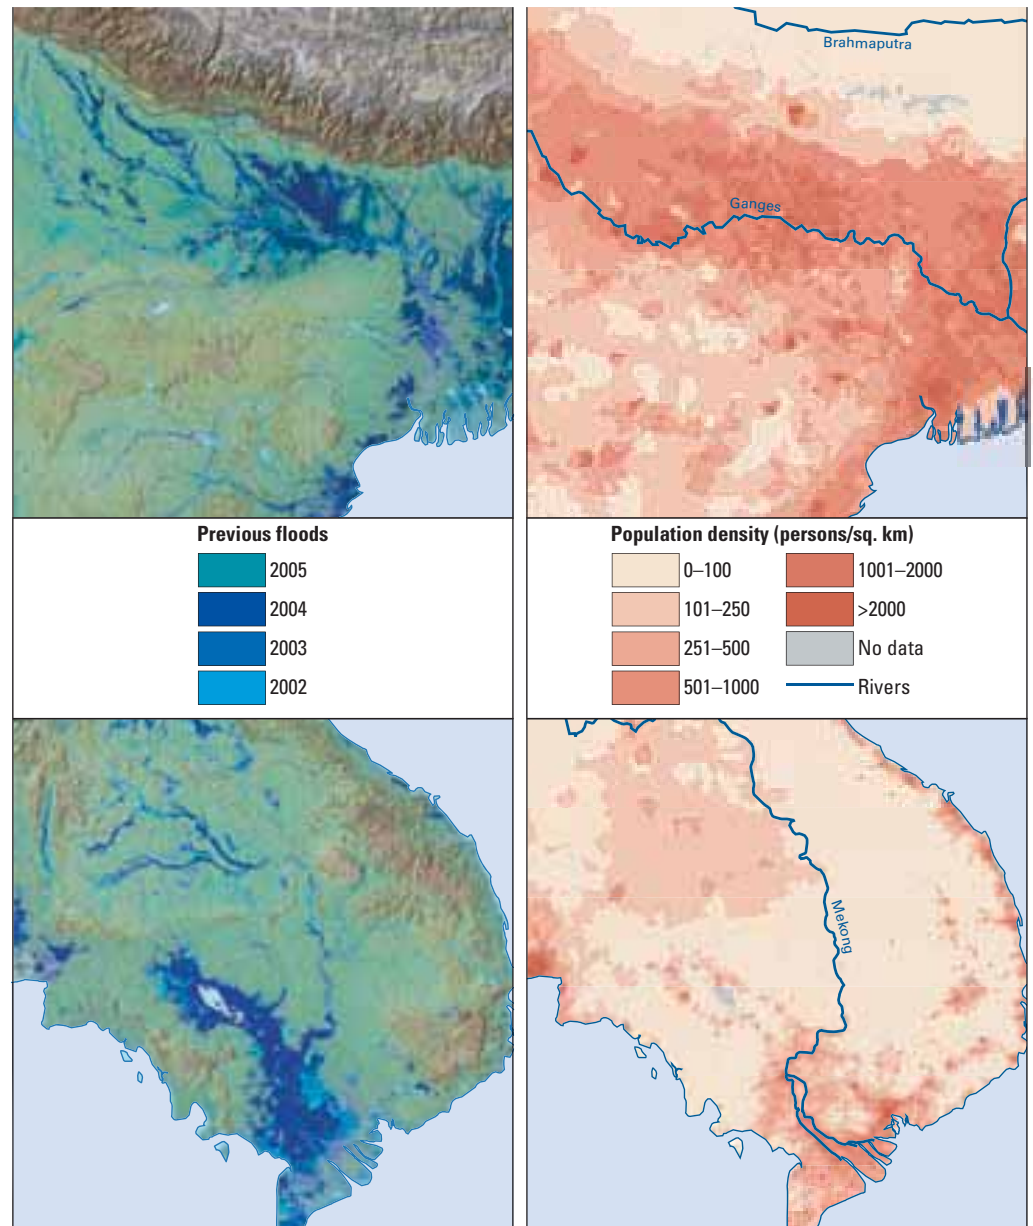 Brahmaputra
Ganges
Previous floods
2005
2004
2003
2002
Population density (persons/sq. km)
0–100
101–250
251–500
501–1000
1001–2000
>2000
No data
Rivers
Mekong